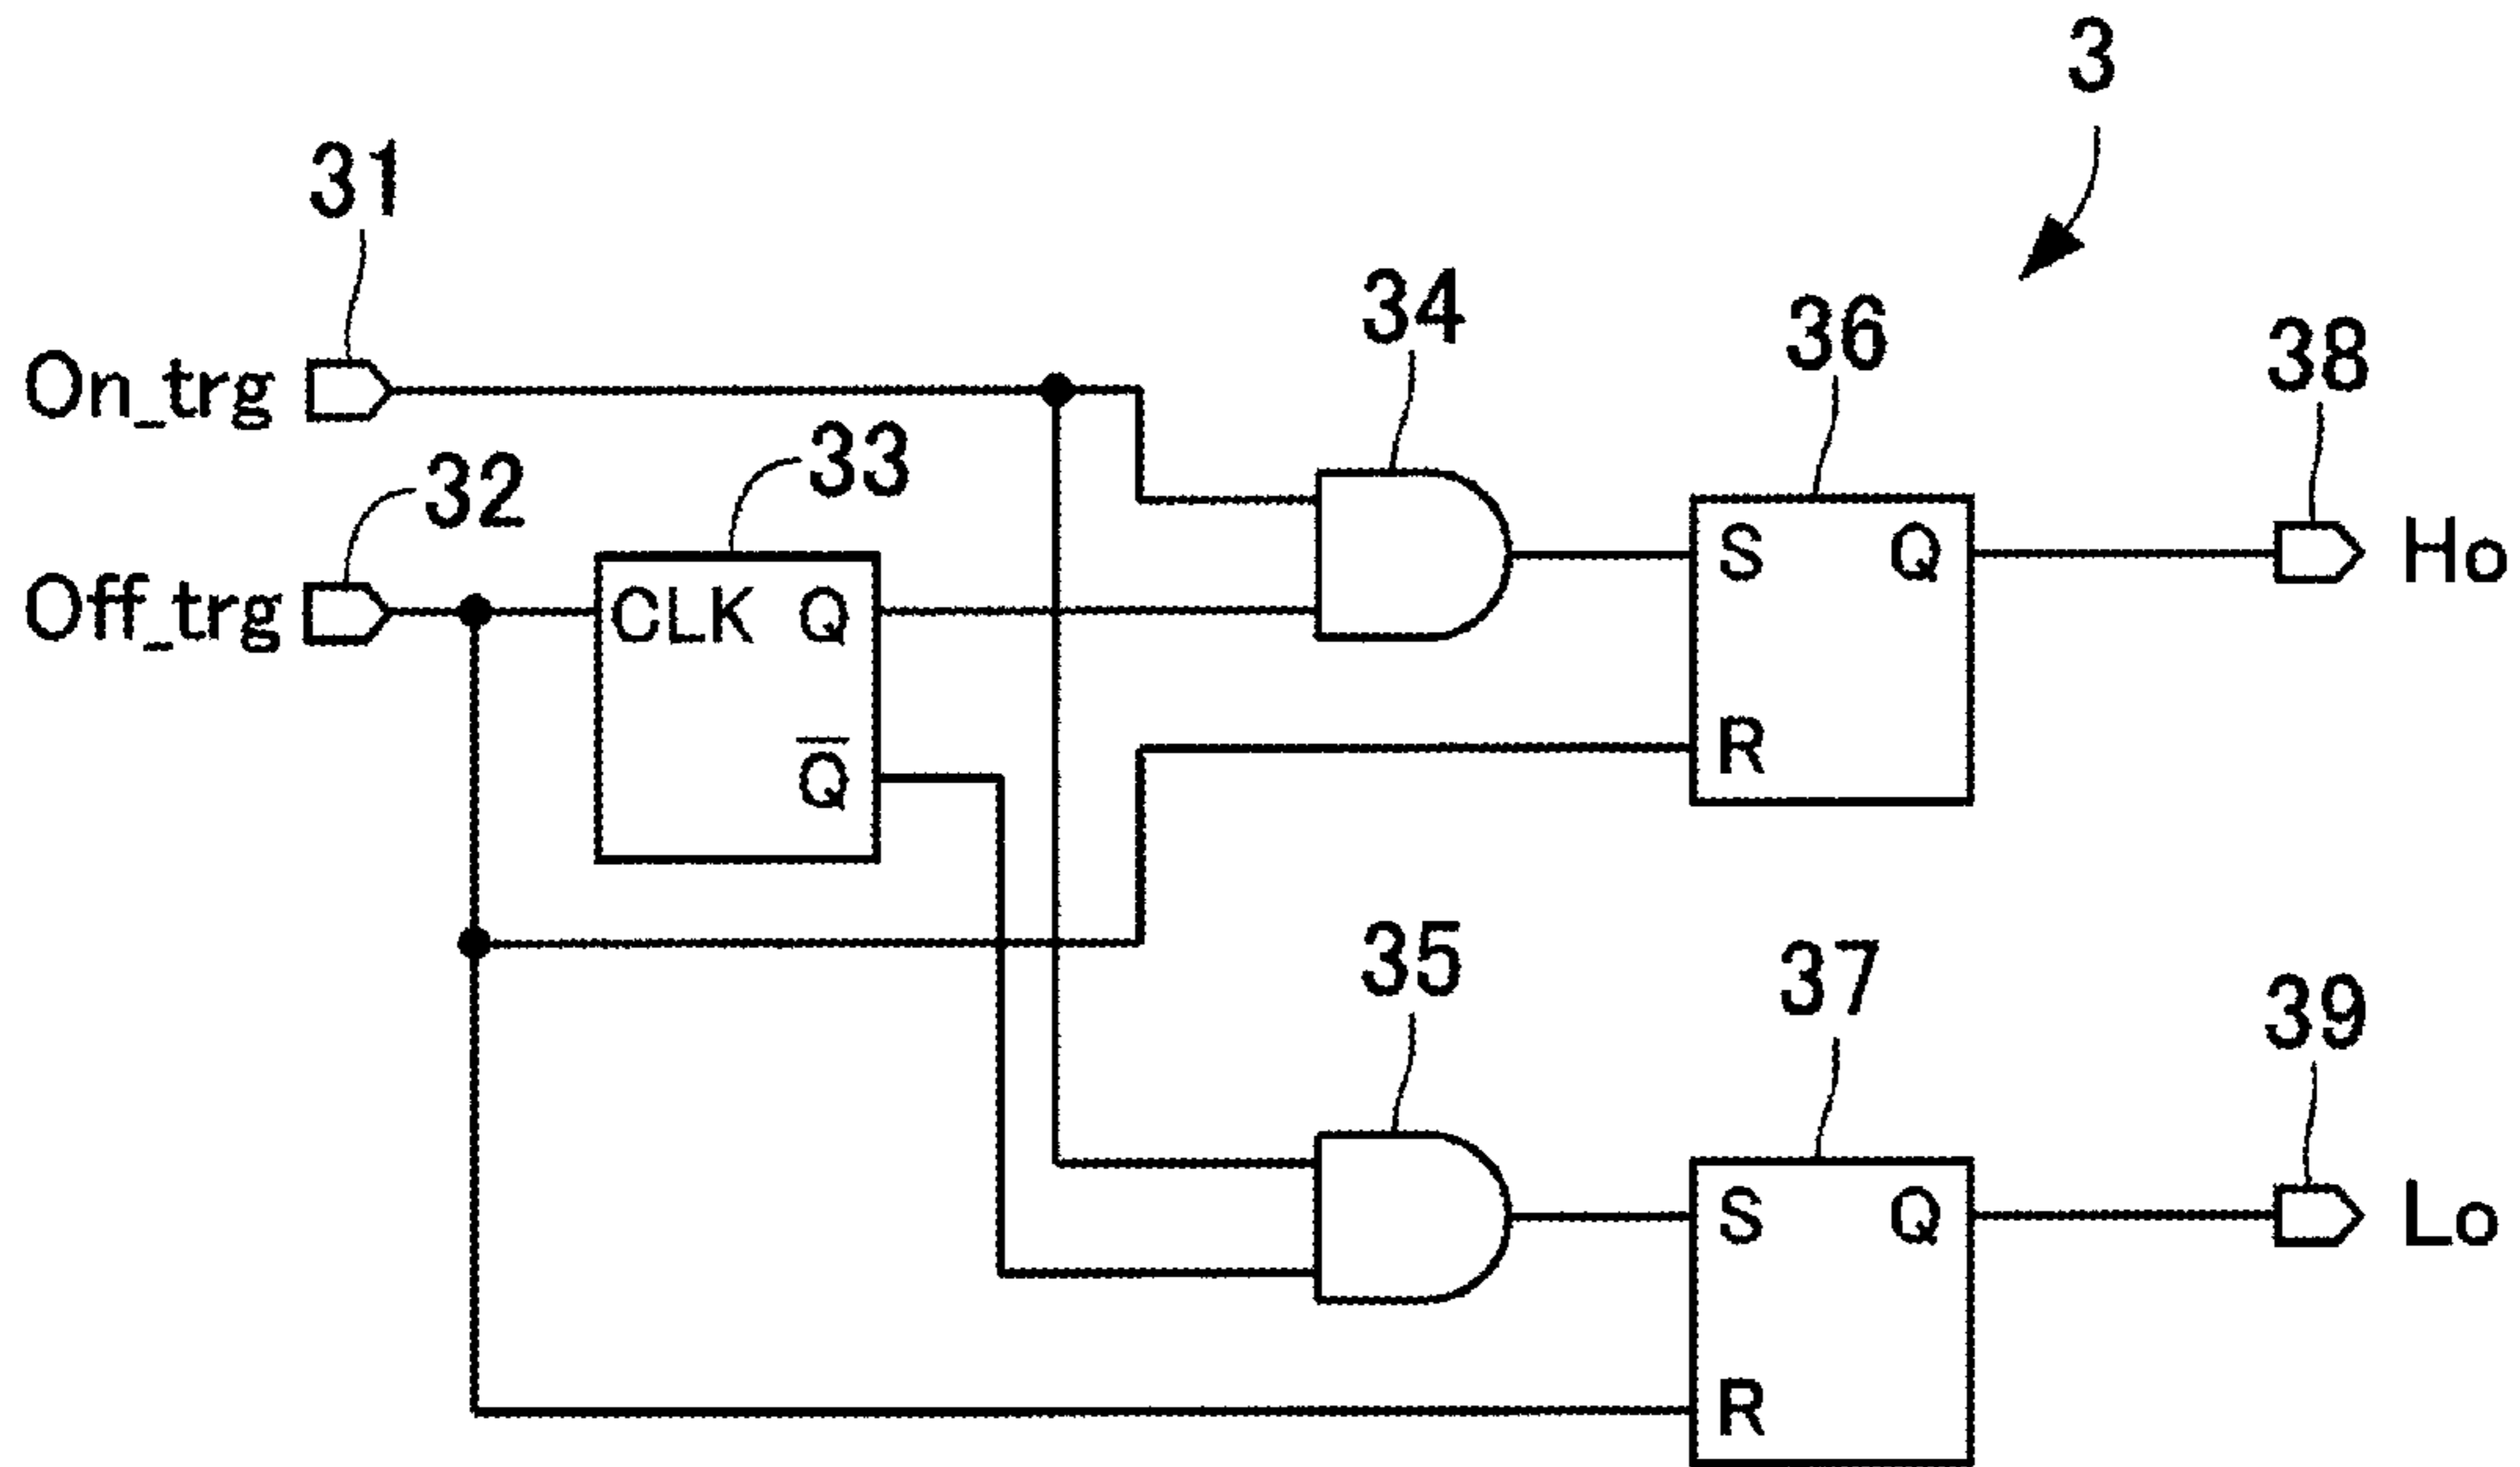 3
31
34
36
38
On_trg
33
32
Ho
S Q
Off_trg
CLK Q
R
Q̅
35
37
39
S Q
Lo
R